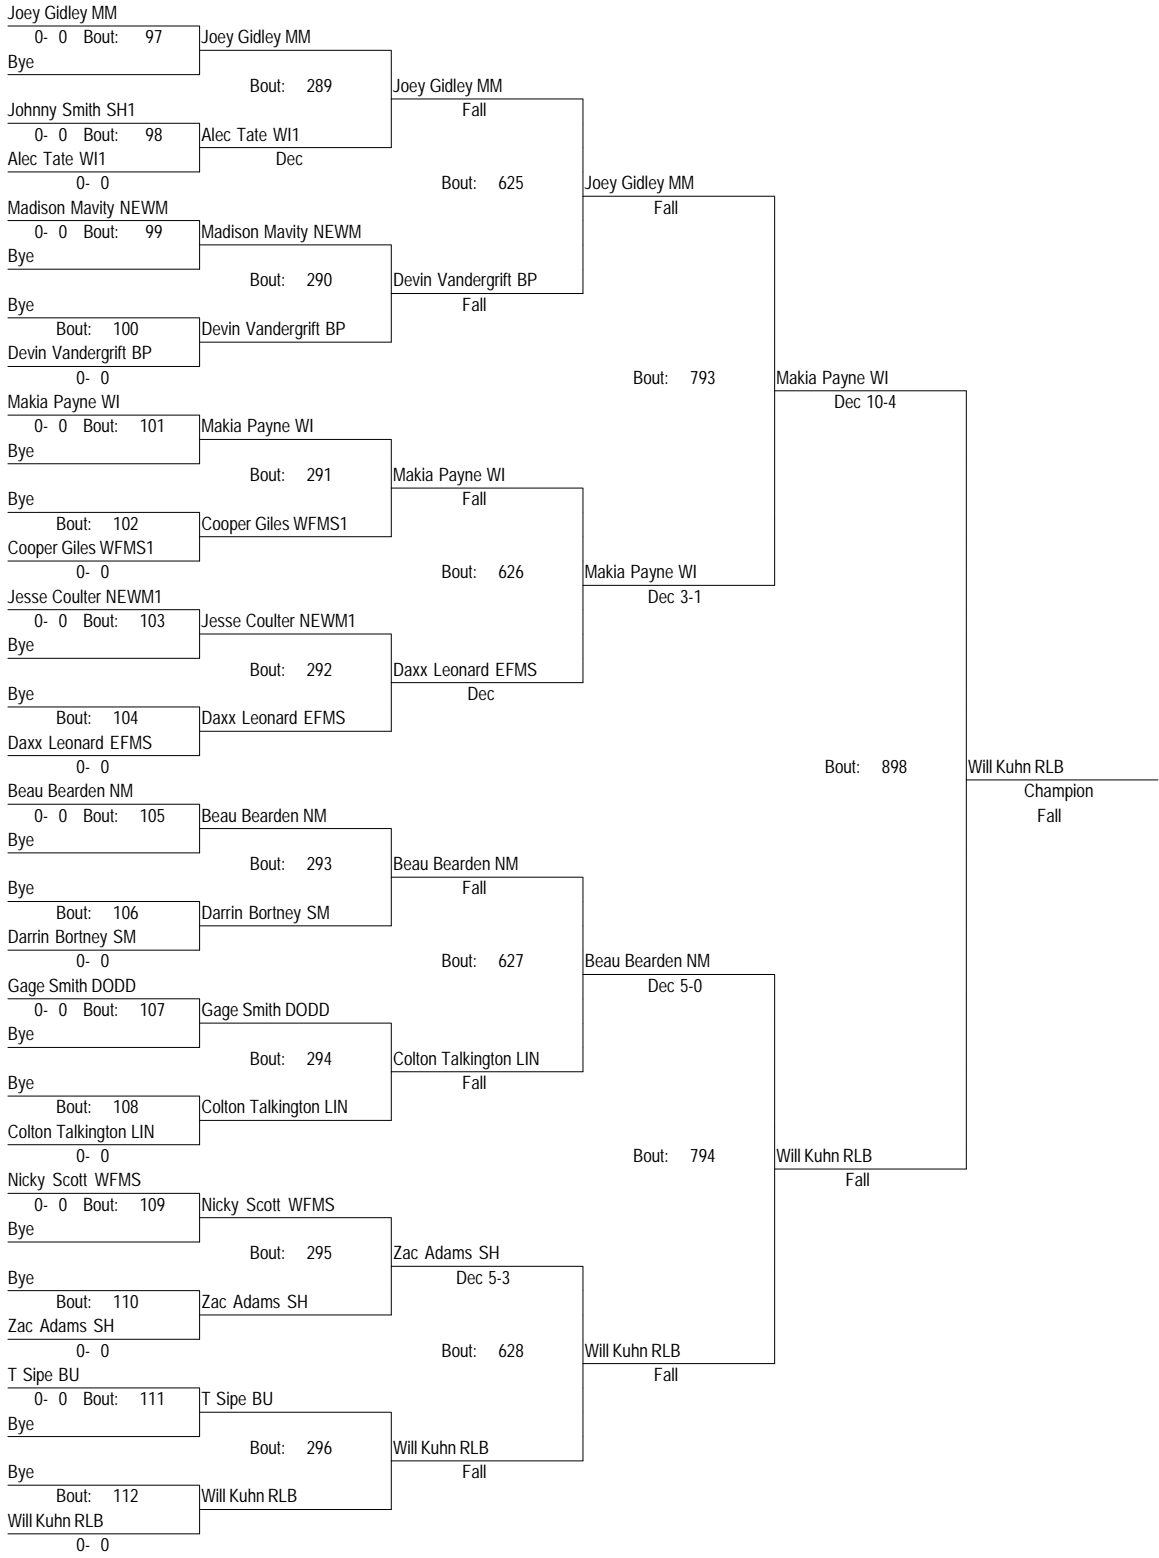 Joey Gidley MM
0- 0 Bout: 97 Joey Gidley MM
Bye
Bout: 289 Joey Gidley MM
Johnny Smith SH1 Fall
0- 0 Bout: 98 Alec Tate WI1
Alec Tate WI1 Dec
0- 0 Bout: 625 Joey Gidley MM
Madison Mavity NEWM Fall
0- 0 Bout: 99 Madison Mavity NEWM
Bye
Bout: 290 Devin Vandergrift BP
Bye Fall
Bout: 100 Devin Vandergrift BP
Devin Vandergrift BP
0- 0 Bout: 793 Makia Payne WI
Makia Payne WI Dec 10-4
0- 0 Bout: 101 Makia Payne WI
Bye
Bout: 291 Makia Payne WI
Bye Fall
Bout: 102 Cooper Giles WFMS1
Cooper Giles WFMS1
0- 0 Bout: 626 Makia Payne WI
Jesse Coulter NEWM1 Dec 3-1
0- 0 Bout: 103 Jesse Coulter NEWM1
Bye
Bout: 292 Daxx Leonard EFMS
Bye Dec
Bout: 104 Daxx Leonard EFMS
Daxx Leonard EFMS
0- 0 Bout: 898 Will Kuhn RLB
Beau Bearden NM Champion
0- 0 Bout: 105 Beau Bearden NM Fall
Bye
Bout: 293 Beau Bearden NM
Bye Fall
Bout: 106 Darrin Bortney SM
Darrin Bortney SM
0- 0 Bout: 627 Beau Bearden NM
Gage Smith DODD Dec 5-0
0- 0 Bout: 107 Gage Smith DODD
Bye
Bout: 294 Colton Talkington LIN
Bye Fall
Bout: 108 Colton Talkington LIN
Colton Talkington LIN
0- 0 Bout: 794 Will Kuhn RLB
Nicky Scott WFMS Fall
0- 0 Bout: 109 Nicky Scott WFMS
Bye
Bout: 295 Zac Adams SH
Bye Dec 5-3
Bout: 110 Zac Adams SH
Zac Adams SH
0- 0 Bout: 628 Will Kuhn RLB
T Sipe BU Fall
0- 0 Bout: 111 T Sipe BU
Bye
Bout: 296 Will Kuhn RLB
Bye Fall
Bout: 112 Will Kuhn RLB
Will Kuhn RLB
0- 0